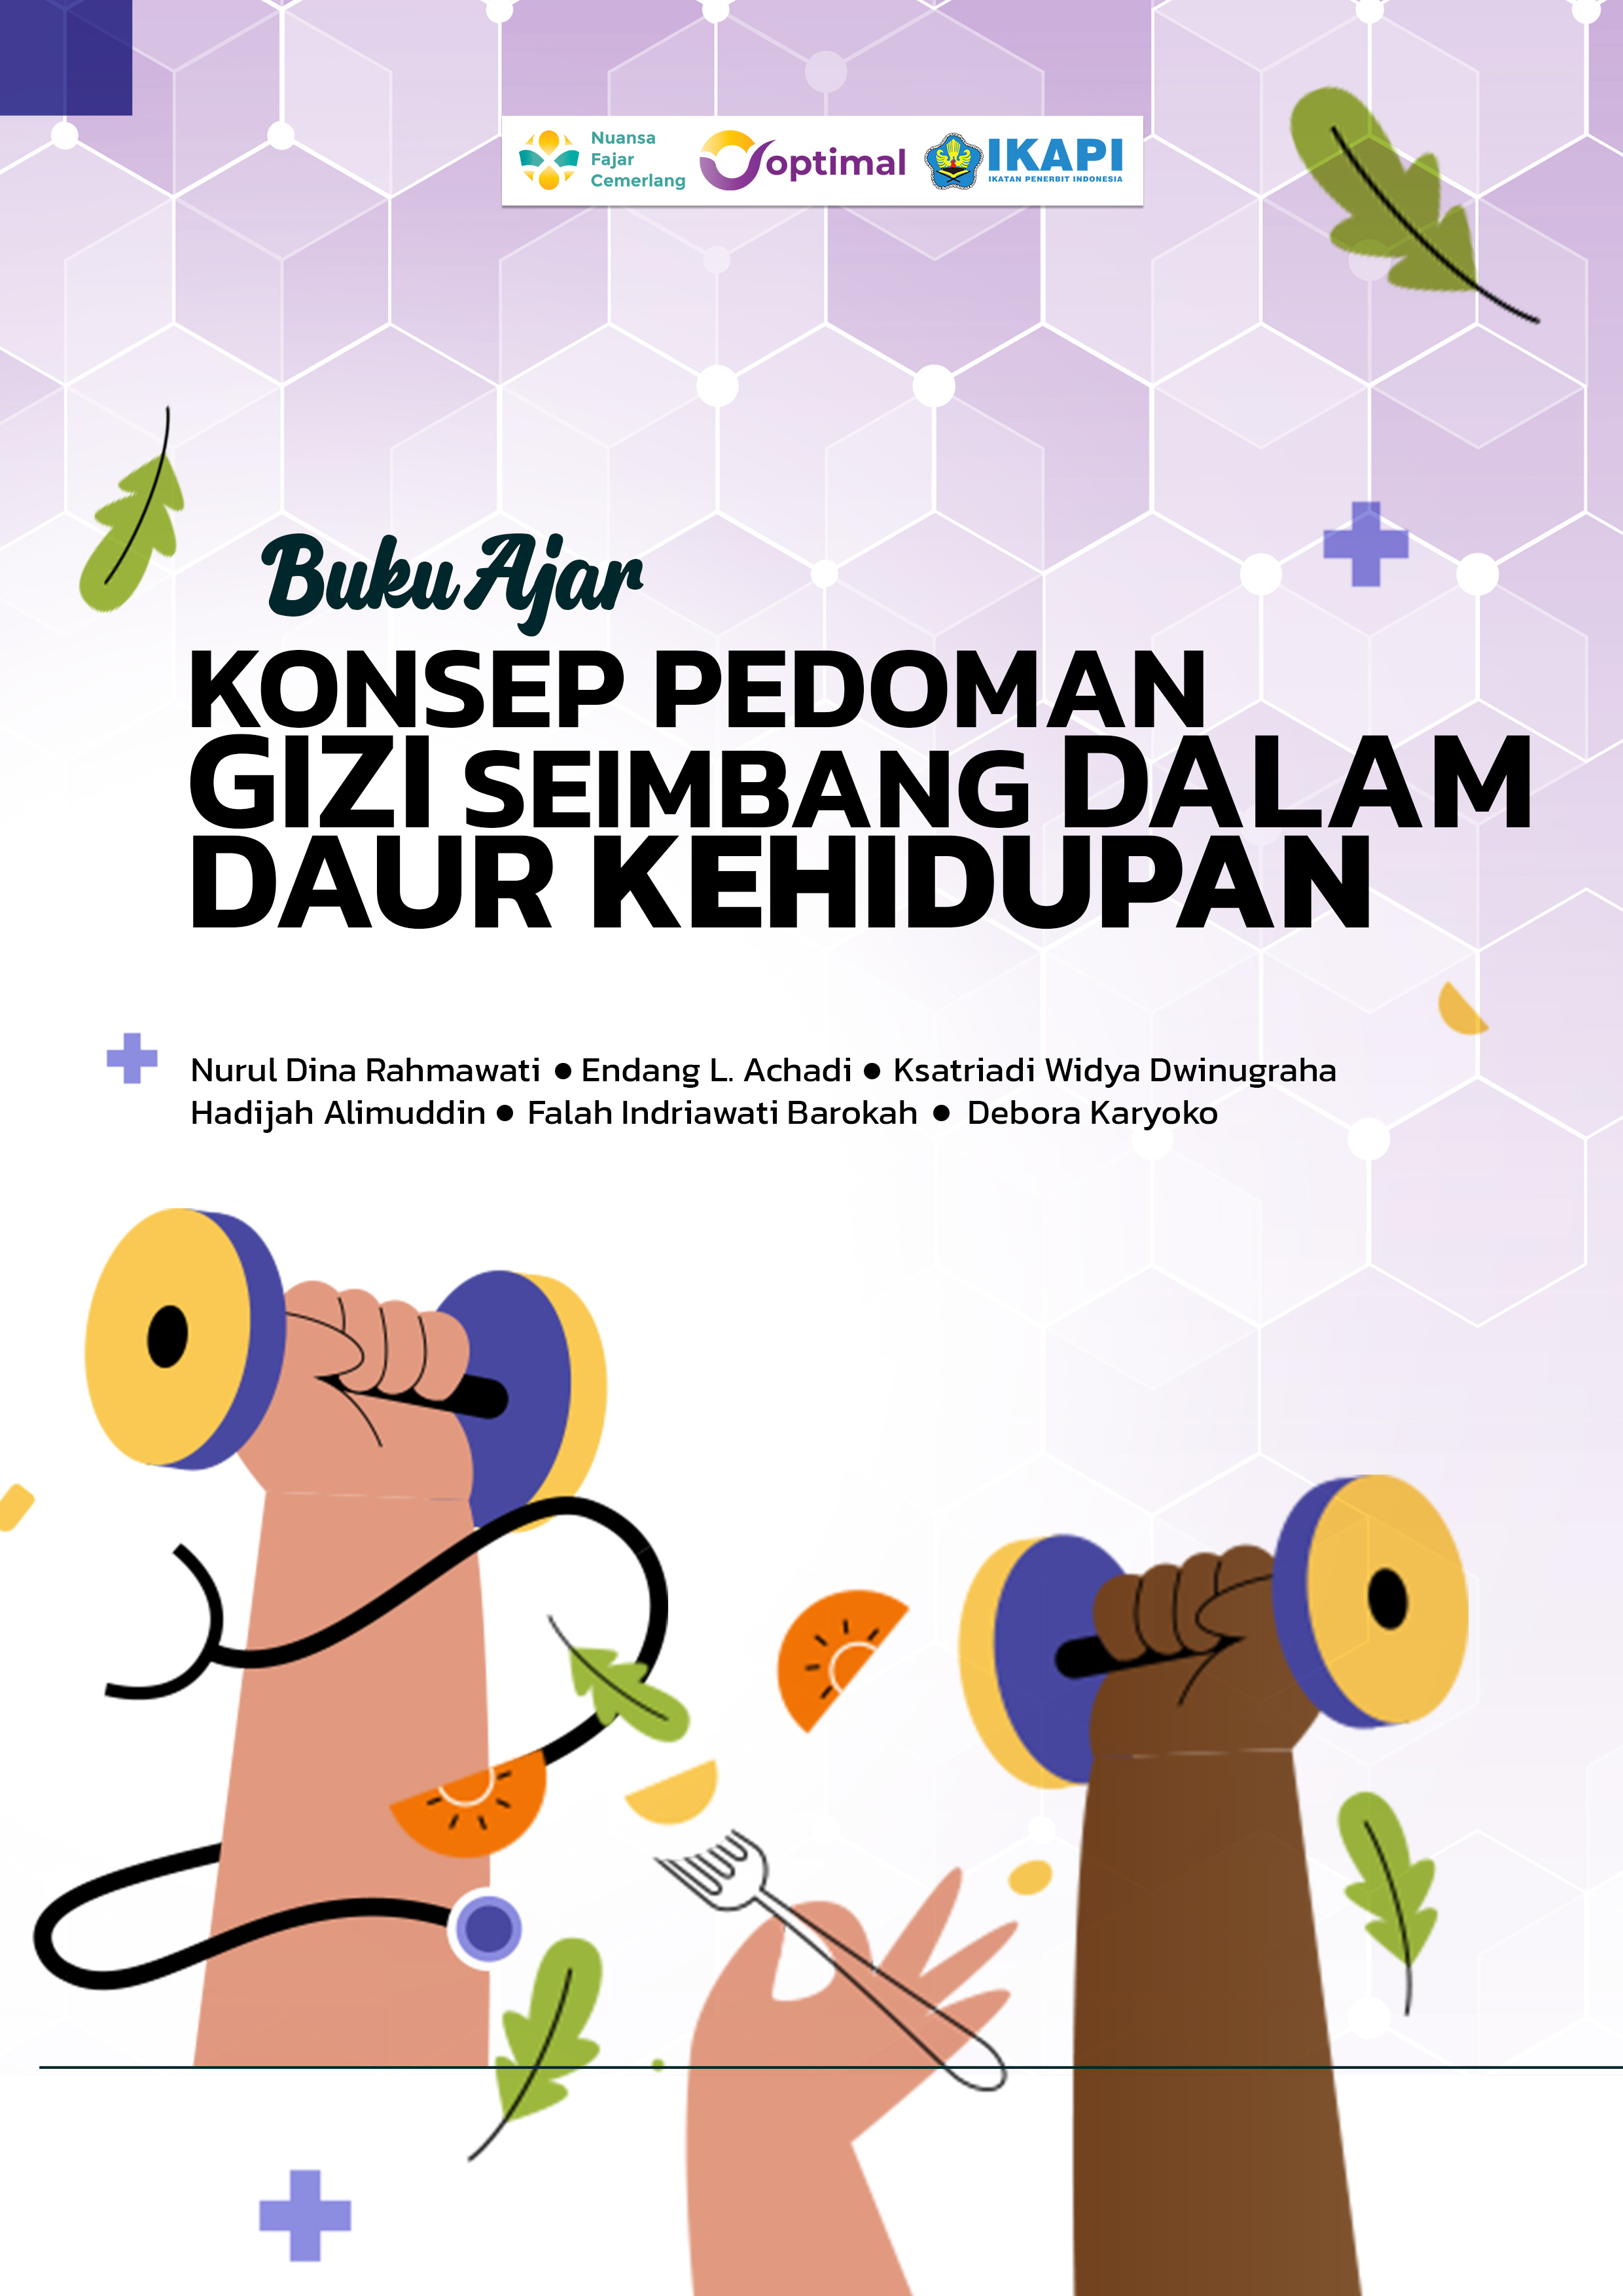 Nuansa
Fajar
Cemerlang
optimal
IKAPI
IKATAN PENERBIT INDONESIA
Buku Ajar
KONSEP PEDOMAN
GIZI SEIMBANG DALAM
DAUR KEHIDUPAN
Nurul Dina Rahmawati ● Endang L. Achadi ● Ksatriadi Widya Dwinugraha
Hadijah Alimuddin ● Falah Indriawati Barokah ● Debora Karyoko